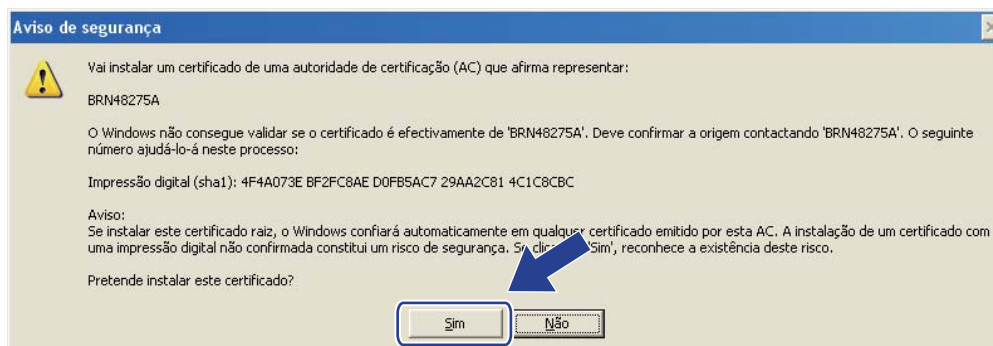 Aviso de segurança
Vai instalar um certificado de uma autoridade de certificação (AC) que afirma representar:
BRN48275A
O Windows não consegue validar se o certificado é efectivamente de 'BRN48275A'. Deve confirmar a origem contactando 'BRN48275A'. O seguinte
número ajudá-lo-á neste processo:
Impressão digital (sha1): 4F4A073E BF2FC8AE D0FB5AC7 29AA2C81 4C1C8CBC
Aviso:
Se instalar este certificado raiz, o Windows confiará automaticamente em qualquer certificado emitido por esta AC. A instalação de um certificado com
uma impressão digital não confirmada constitui um risco de segurança. Se 'Sim', reconhece a existência deste risco.
Pretende instalar este certificado?
Sim
Não